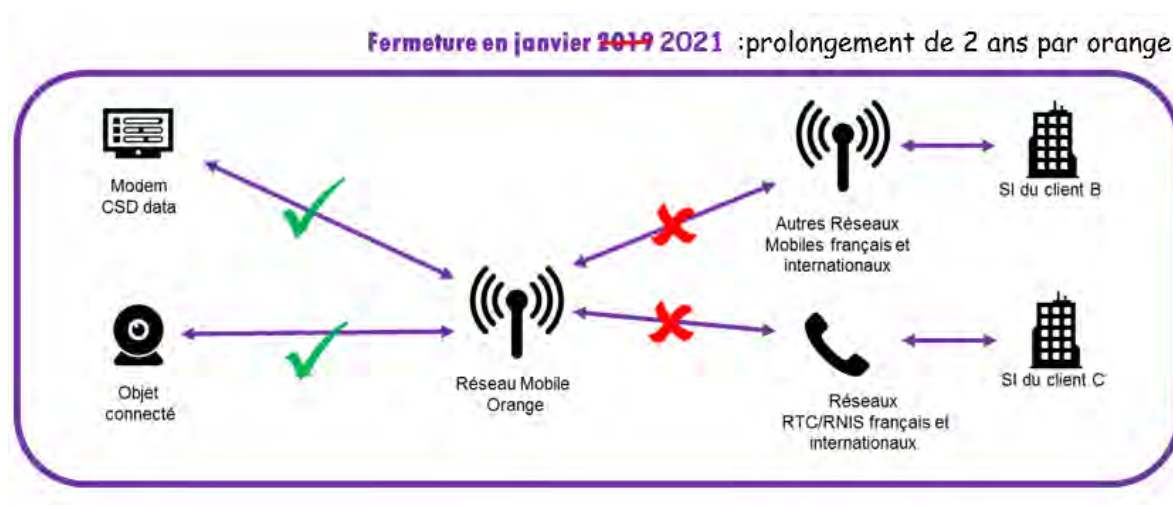 Fermeture en janvier 2019 2021 :prolongement de 2 ans par orange
Modem
CSD data
Objet
connecté
Réseau Mobile
Orange
Autres Réseaux
Mobiles français et
internationaux
SI du client B
Réseaux
RTC/RNIS français et
internationaux
SI du client C